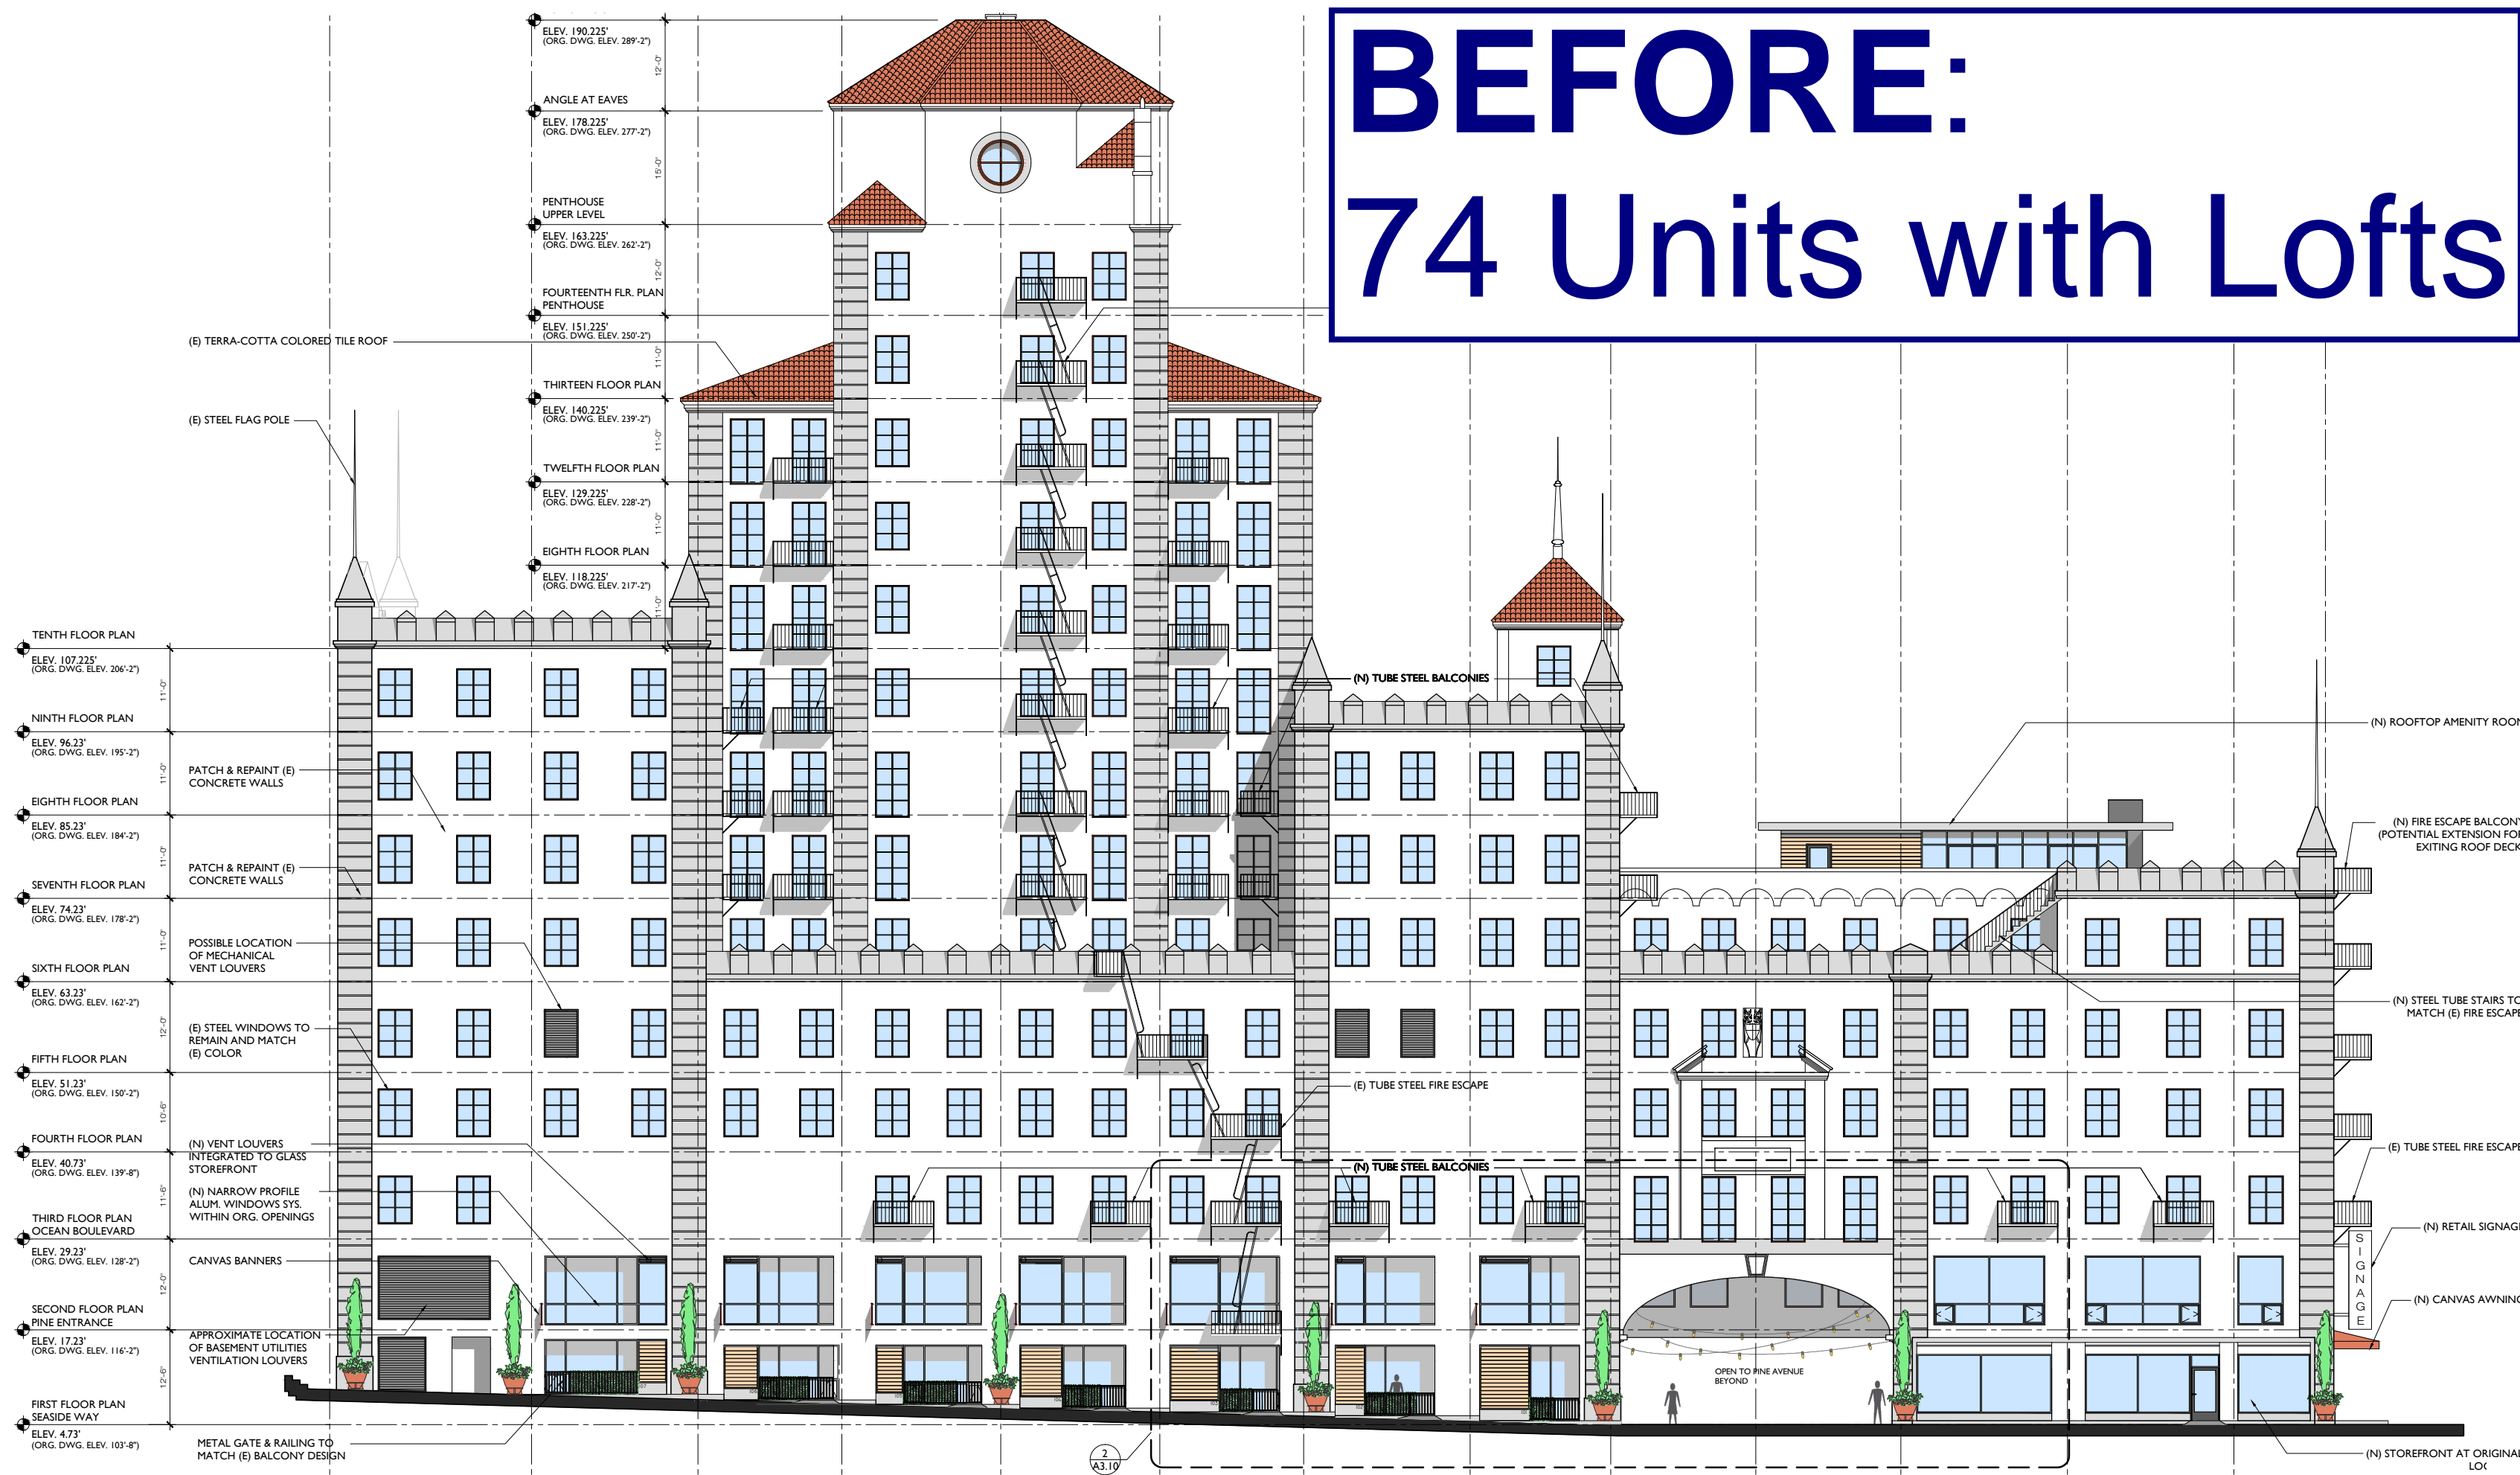 BEFORE:
74 Units with Lofts
ELEV. 190.225'
(ORG. DWG. ELEV. 289'-2")
12'-0"
ANGLE AT EAVES
ELEV. 178.225'
(ORG. DWG. ELEV. 277'-2")
15'-0"
PENTHOUSE
UPPER LEVEL
ELEV. 163.225'
(ORG. DWG. ELEV. 262'-2")
12'-0"
FOURTEENTH FLR. PLAN
PENTHOUSE
ELEV. 151.225'
(ORG. DWG. ELEV. 250'-2")
11'-0"
THIRTEEN FLOOR PLAN
ELEV. 140.225'
(ORG. DWG. ELEV. 239'-2")
11'-0"
TWELFTH FLOOR PLAN
ELEV. 129.225'
(ORG. DWG. ELEV. 228'-2")
11'-0"
EIGHTH FLOOR PLAN
ELEV. 118.225'
(ORG. DWG. ELEV. 217'-2")
11'-0"
TENTH FLOOR PLAN
ELEV. 107.225'
(ORG. DWG. ELEV. 206'-2")
11'-0"
NINTH FLOOR PLAN
ELEV. 96.23'
(ORG. DWG. ELEV. 195'-2")
11'-0"
EIGHTH FLOOR PLAN
ELEV. 85.23'
(ORG. DWG. ELEV. 184'-2")
11'-0"
SEVENTH FLOOR PLAN
ELEV. 74.23'
(ORG. DWG. ELEV. 178'-2")
11'-0"
SIXTH FLOOR PLAN
ELEV. 63.23'
(ORG. DWG. ELEV. 162'-2")
12'-0"
FIFTH FLOOR PLAN
ELEV. 51.23'
(ORG. DWG. ELEV. 150'-2")
10'-6"
FOURTH FLOOR PLAN
ELEV. 40.73'
(ORG. DWG. ELEV. 139'-8")
11'-6"
THIRD FLOOR PLAN
OCEAN BOULEVARD
ELEV. 29.23'
(ORG. DWG. ELEV. 128'-2")
12'-0"
SECOND FLOOR PLAN
PINE ENTRANCE
ELEV. 17.23'
(ORG. DWG. ELEV. 116'-2")
12'-6"
FIRST FLOOR PLAN
SEASIDE WAY
ELEV. 4.73'
(ORG. DWG. ELEV. 103'-8")
(E) TERRA-COTTA COLORED TILE ROOF
(E) STEEL FLAG POLE
PATCH & REPAINT (E)
CONCRETE WALLS
PATCH & REPAINT (E)
CONCRETE WALLS
POSSIBLE LOCATION
OF MECHANICAL
VENT LOUVERS
(E) STEEL WINDOWS TO
REMAIN AND MATCH
(E) COLOR
(N) VENT LOUVERS
INTEGRATED TO GLASS
STOREFRONT
(N) NARROW PROFILE
ALUM. WINDOWS SYS.
WITHIN ORG. OPENINGS
CANVAS BANNERS
APPROXIMATE LOCATION
OF BASEMENT UTILITIES
VENTILATION LOUVERS
METAL GATE & RAILING TO
MATCH (E) BALCONY DESIGN
(N) TUBE STEEL BALCONIES
(E) TUBE STEEL FIRE ESCAPE
(N) TUBE STEEL BALCONIES
OPEN TO PINE AVENUE
BEYOND
2
A3.10
(N) ROOFTOP AMENITY ROOM
(N) FIRE ESCAPE BALCONY
(POTENTIAL EXTENSION FOR
EXITING ROOF DECK
(N) STEEL TUBE STAIRS TO
MATCH (E) FIRE ESCAPE
(E) TUBE STEEL FIRE ESCAPE
(N) RETAIL SIGNAGE
SIGNAGE
(N) CANVAS AWNING
(N) STOREFRONT AT ORIGINAL